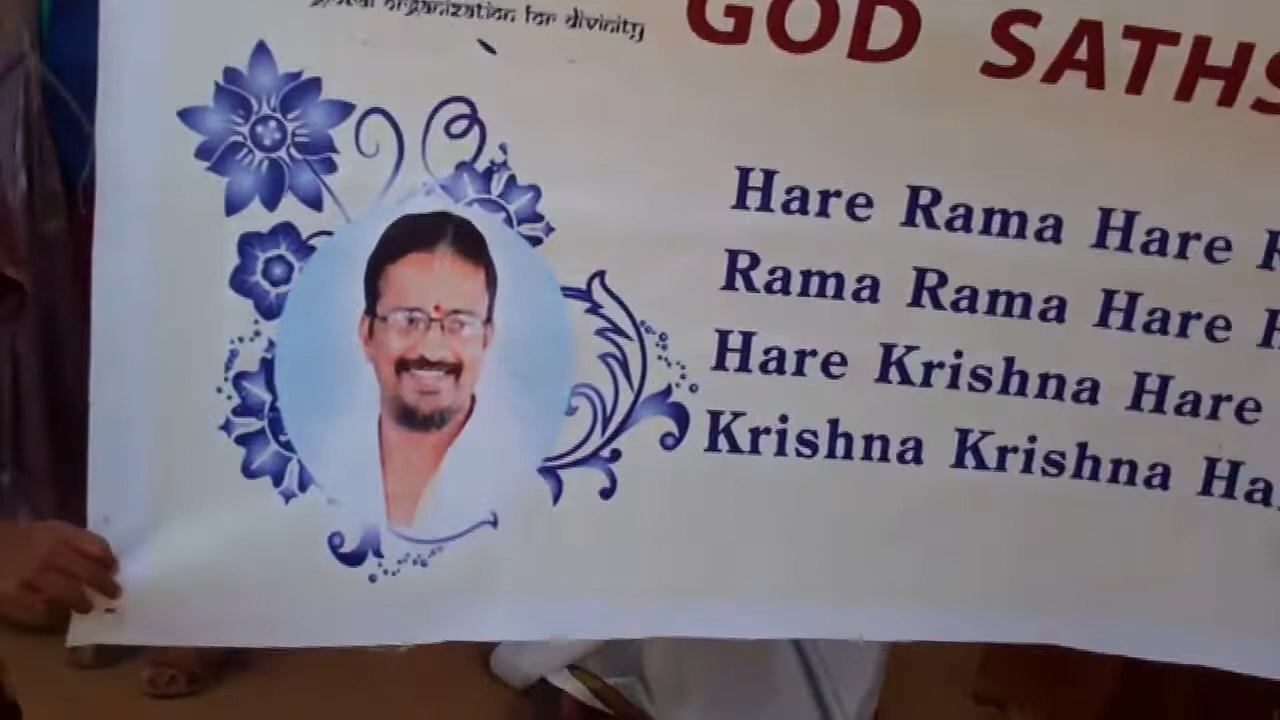 global organization for divinity
GOD SATHS
Hare Rama Hare R
Rama Rama Hare H
Hare Krishna Hare
Krishna Krishna Ha